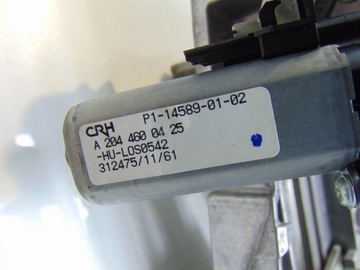 CRH P1-14589-01-02
A 204 460 04 25
-HU-LOS0542
312475/11/61